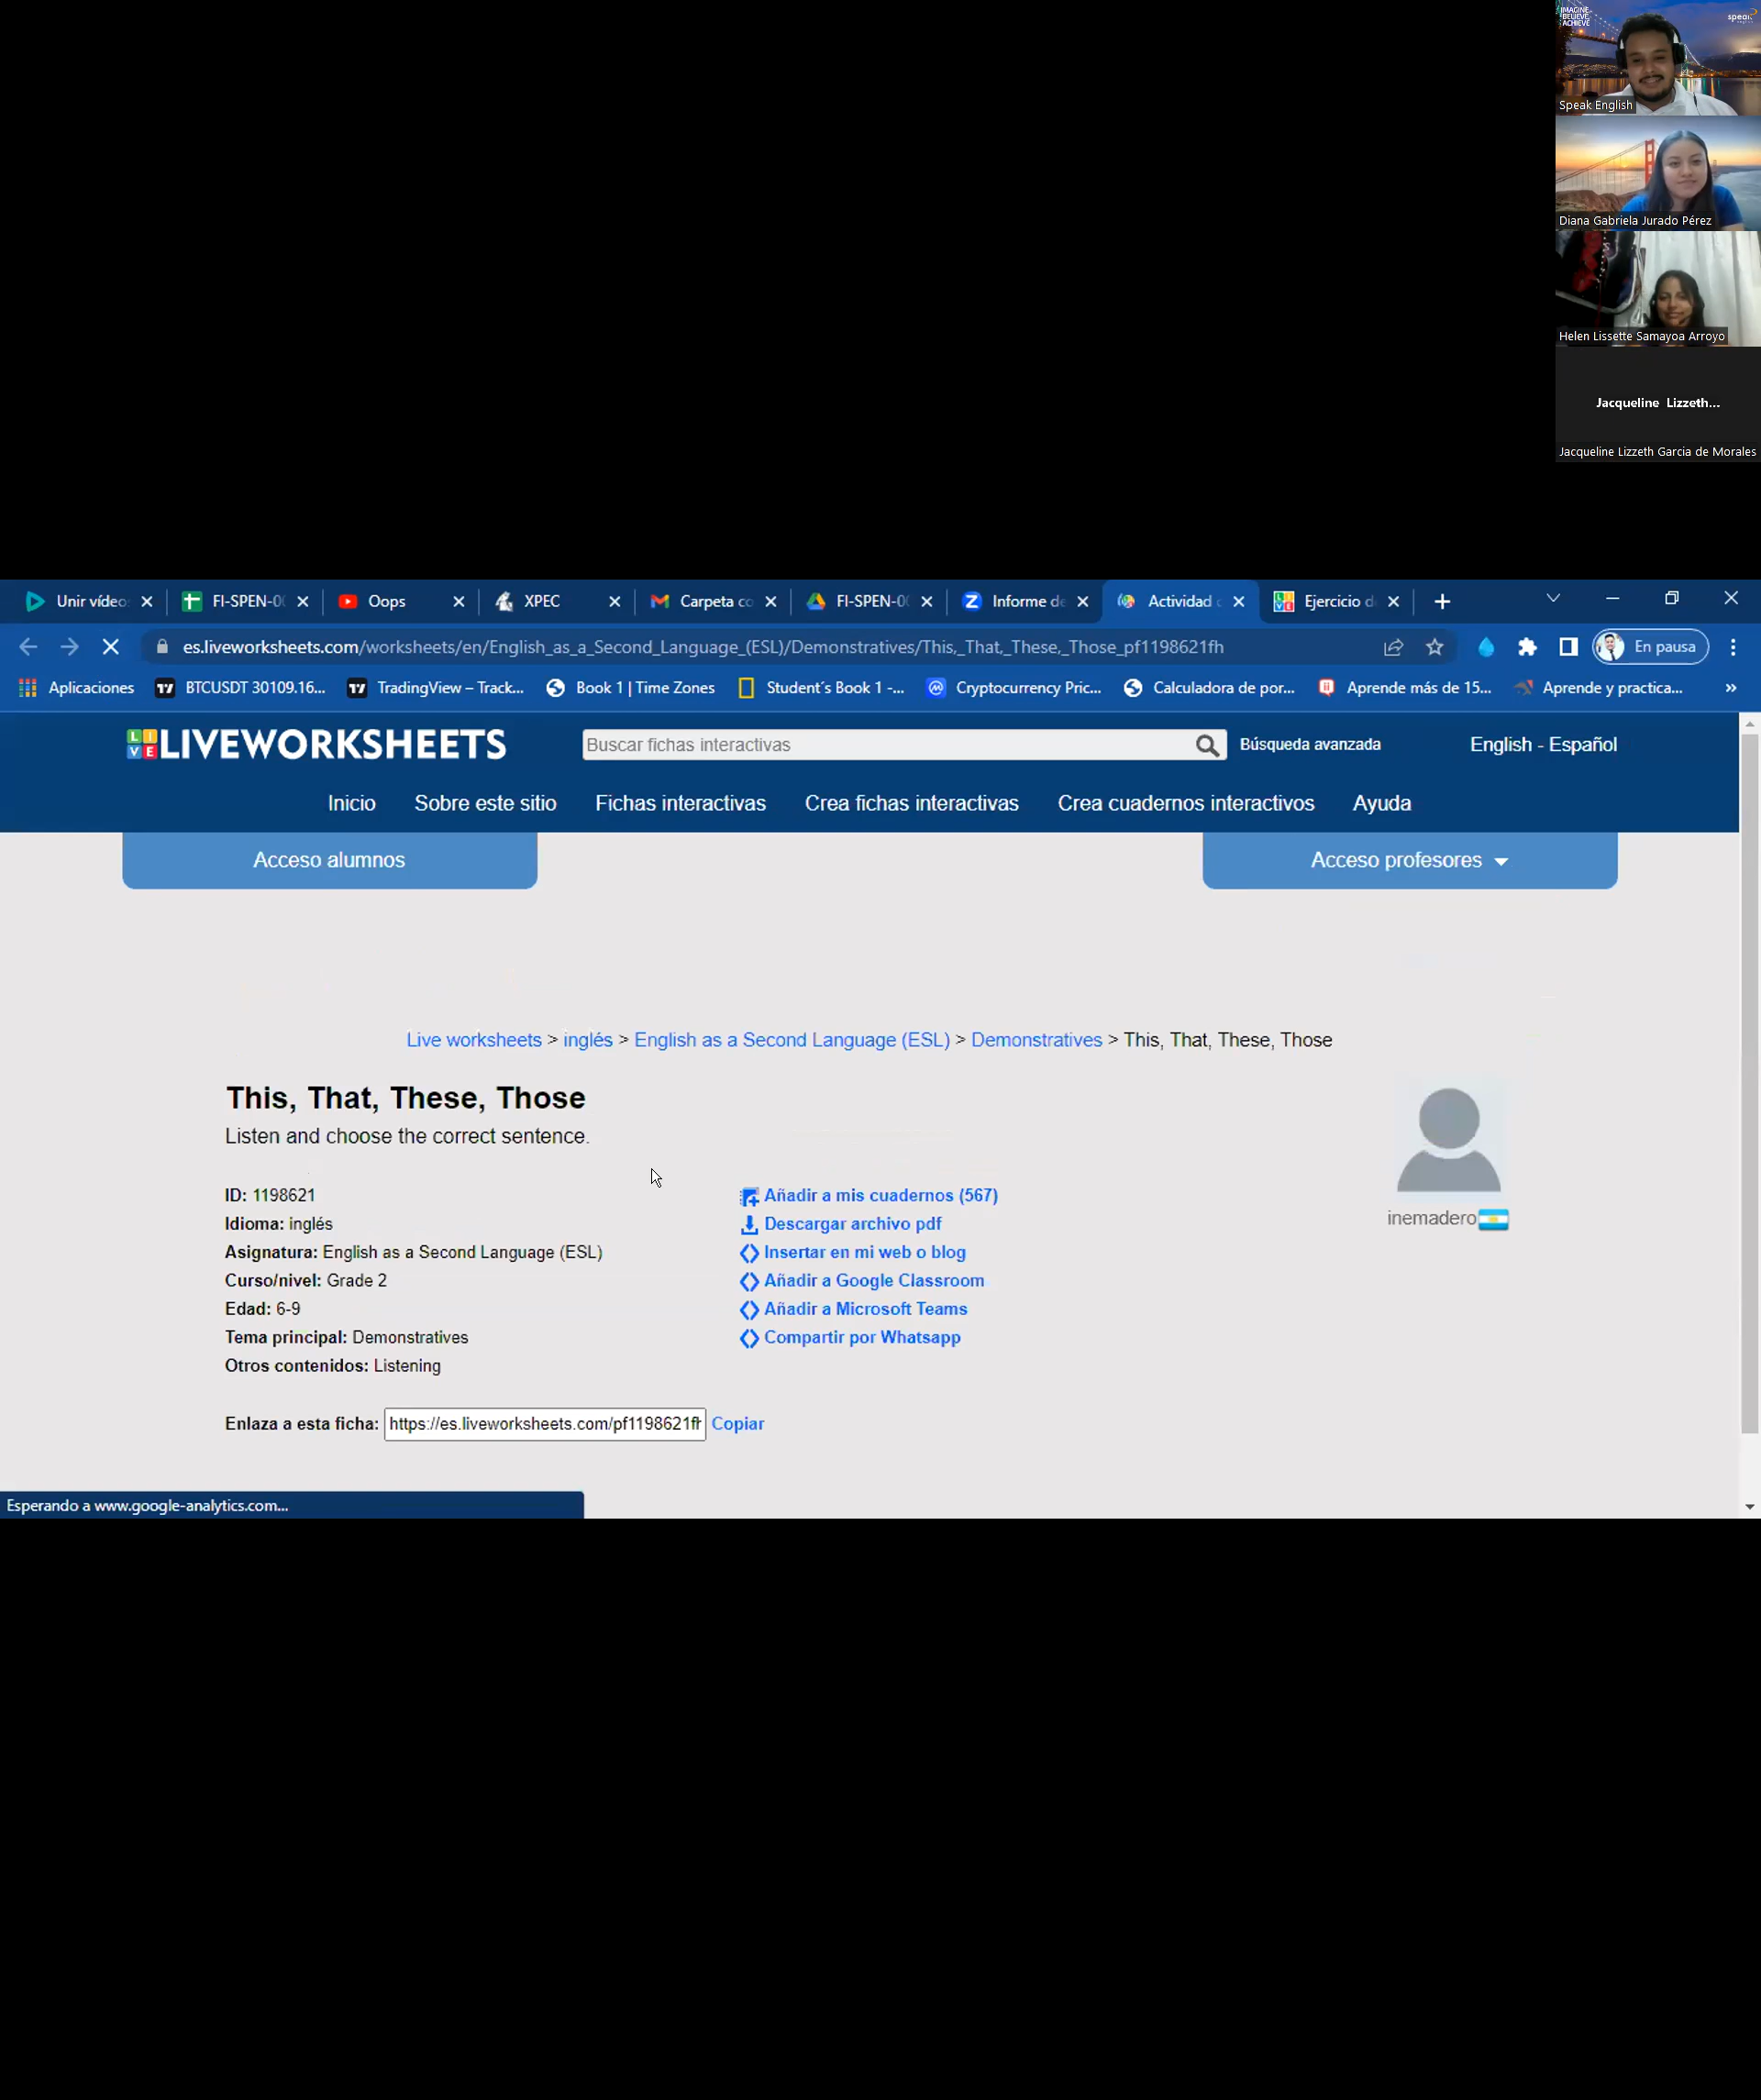 IMAGINE
BELIEVE
ACHIEVE
speak
Speak English
Diana Gabriela Jurado Pérez
Helen Lissette Samayoa Arroyo
Jacqueline Lizzeth...
Jacqueline Lizzeth Garcia de Morales
Unir vídeo
FI-SPEN-0
Oops
XPEC
Carpeta co
FI-SPEN-0
Informe de
Actividad
Ejercicio d
es.liveworksheets.com/worksheets/en/English_as_a_Second_Language_(ESL)/Demonstratives/This,_That,_These,_Those_pf1198621fh
En pausa
Aplicaciones
BTCUSDT 30109.16...
TradingView – Track...
Book 1 | Time Zones
Student´s Book 1 -...
Cryptocurrency Pric...
Calculadora de por...
Aprende más de 15...
Aprende y practica...
»
LIVE LIVEWORKSHEETS
Buscar fichas interactivas
Búsqueda avanzada
English - Español
Inicio
Sobre este sitio
Fichas interactivas
Crea fichas interactivas
Crea cuadernos interactivos
Ayuda
Acceso alumnos
Acceso profesores
Live worksheets > inglés > English as a Second Language (ESL) > Demonstratives > This, That, These, Those
This, That, These, Those
Listen and choose the correct sentence.
ID: 1198621
Idioma: inglés
Asignatura: English as a Second Language (ESL)
Curso/nivel: Grade 2
Edad: 6-9
Tema principal: Demonstratives
Otros contenidos: Listening
Añadir a mis cuadernos (567)
Descargar archivo pdf
Insertar en mi web o blog
Añadir a Google Classroom
Añadir a Microsoft Teams
Compartir por Whatsapp
inemadero
Enlaza a esta ficha: https://es.liveworksheets.com/pf1198621fh Copiar
Esperando a www.google-analytics.com...